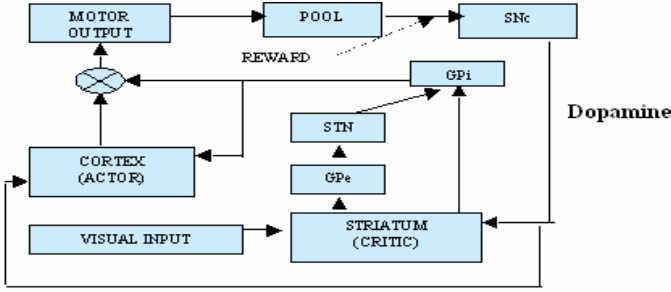 MOTOR
OUTPUT
POOL
SNc
REWARD
GPi
Dopamine
STN
CORTEX
(ACTOR)
GPe
STRIATUM
(CRITIC)
VISUAL INPUT